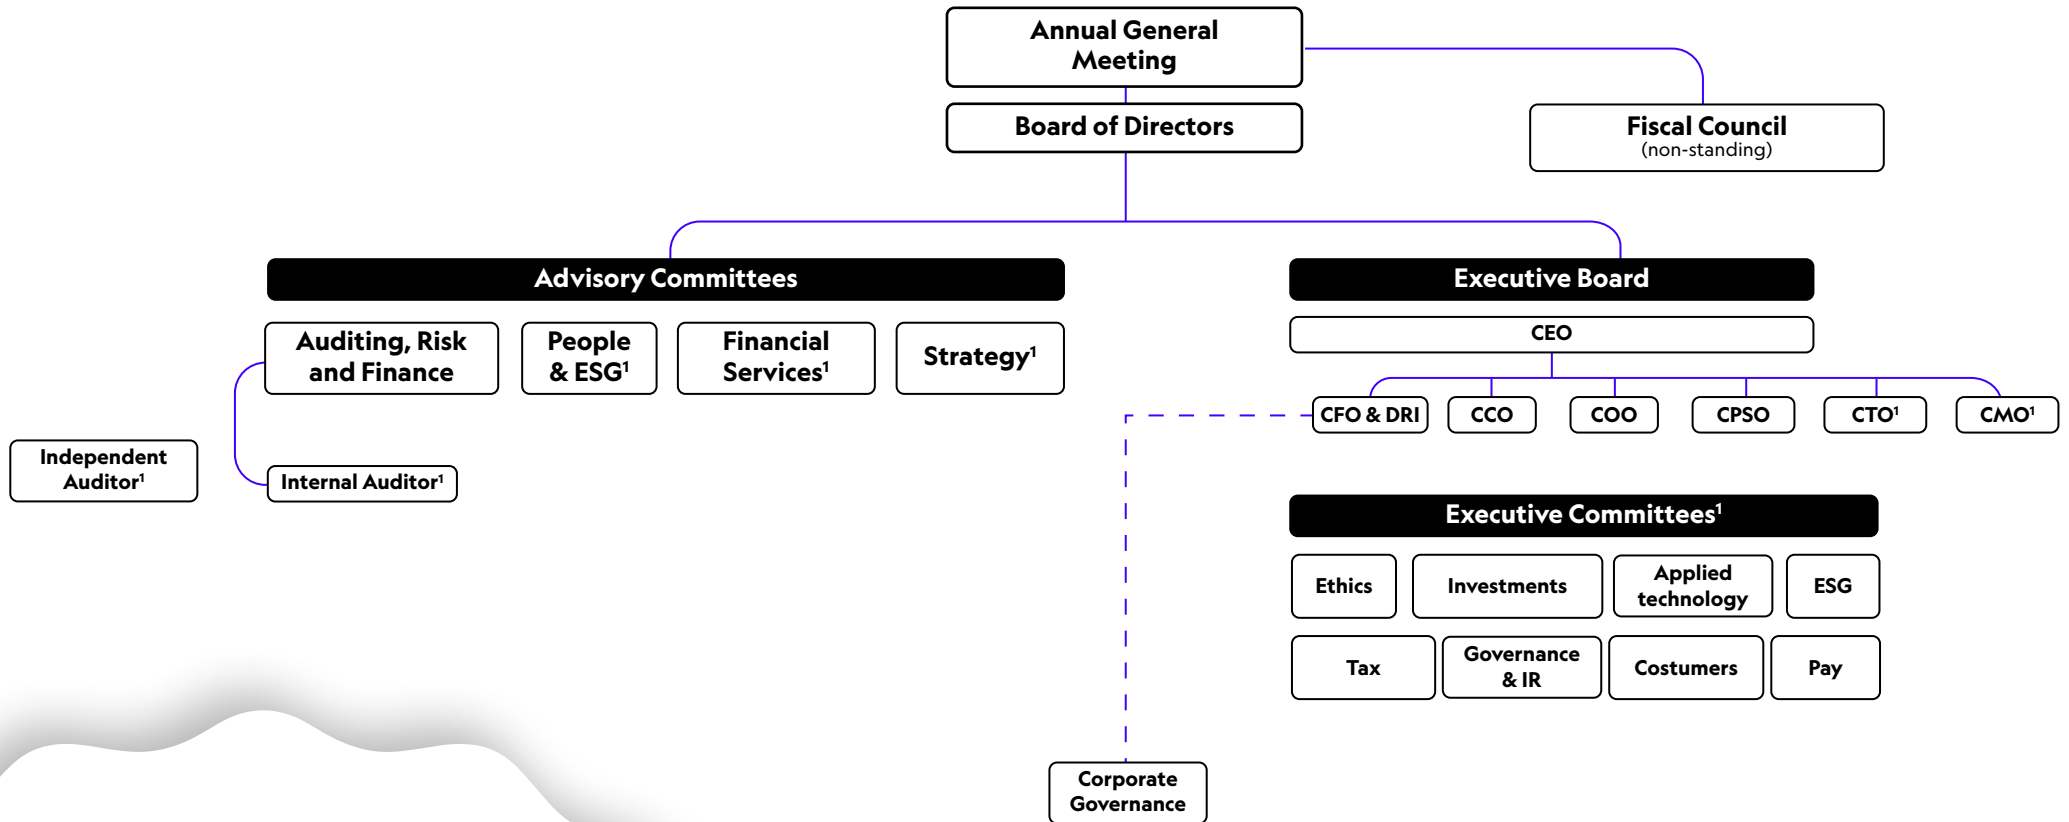 Annual General
Meeting
Board of Directors
Fiscal Council
(non-standing)
Advisory Committees
Executive Board
Auditing, Risk
and Finance
People
& ESG¹
Financial
Services¹
Strategy¹
CEO
CFO & DRI
CCO
COO
CPSO
CTO¹
CMO¹
Independent
Auditor¹
Internal Auditor¹
Executive Committees¹
Ethics
Investments
Applied
technology
ESG
Tax
Governance
& IR
Costumers
Pay
Corporate
Governance